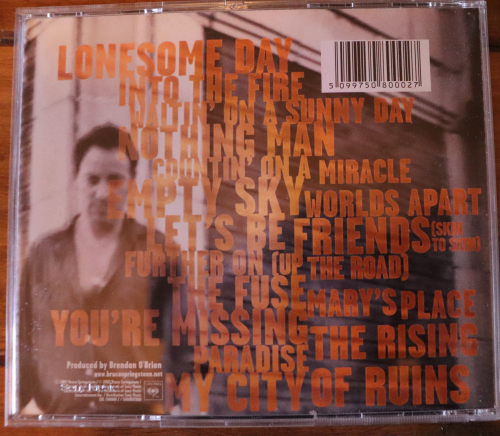 LONESOME DAY
INTO THE FIRE
WAITIN' ON A SUNNY DAY
NOTHING MAN
COUNTIN' ON A MIRACLE
EMPTY SKY WORLDS APART
LET'S BE FRIENDS (SKIN TO SKIN)
FURTHER ON (UP THE ROAD)
THE FUSE MARY'S PLACE
YOU'RE MISSING THE RISING
PARADISE
MY CITY OF RUINS
5 099750 800027
Produced by Brendan O'Brien
www.brucespringsteen.net